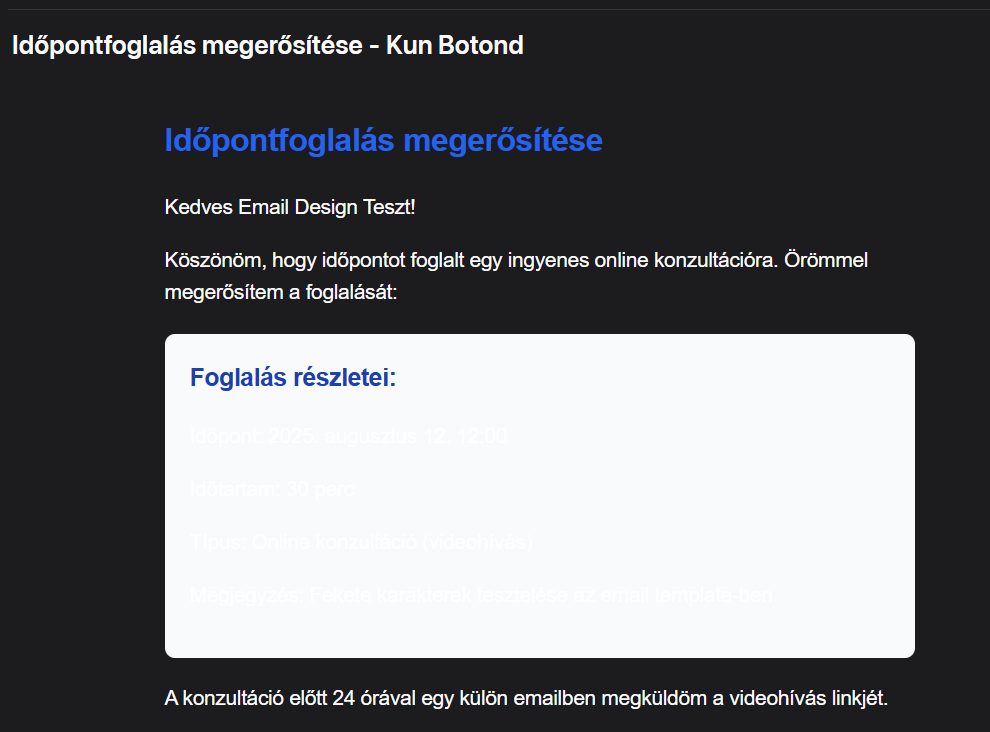 Időpontfoglalás megerősítése - Kun Botond
Időpontfoglalás megerősítése
Kedves Email Design Teszt!
Köszönöm, hogy időpontot foglalt egy ingyenes online konzultációra. Örömmel
megerősítem a foglalását:
Foglalás részletei:
Időpont: 2025. augusztus 12. 12:00
Időtartam: 30 perc
Típus: Online konzultáció (videohívás)
Megjegyzés: Fekete karakterek tesztelése az email template-ben
A konzultáció előtt 24 órával egy külön emailben megküldöm a videohívás linkjét.